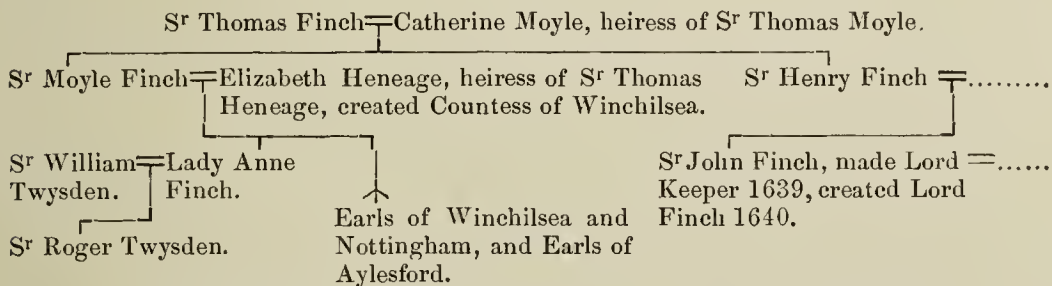 Sr Thomas Finch=Catherine Moyle, heiress of Sr Thomas Moyle.
Sr Moyle Finch=Elizabeth Heneage, heiress of Sr Thomas
Heneage, created Countess of Winchilsea.
Sr Henry Finch =.........
Sr William=Lady Anne
Twysden. Finch.
Sr Roger Twysden.
Earls of Winchilsea and
Nottingham, and Earls of
Aylesford.
Sr John Finch, made Lord =......
Keeper 1639, created Lord
Finch 1640.